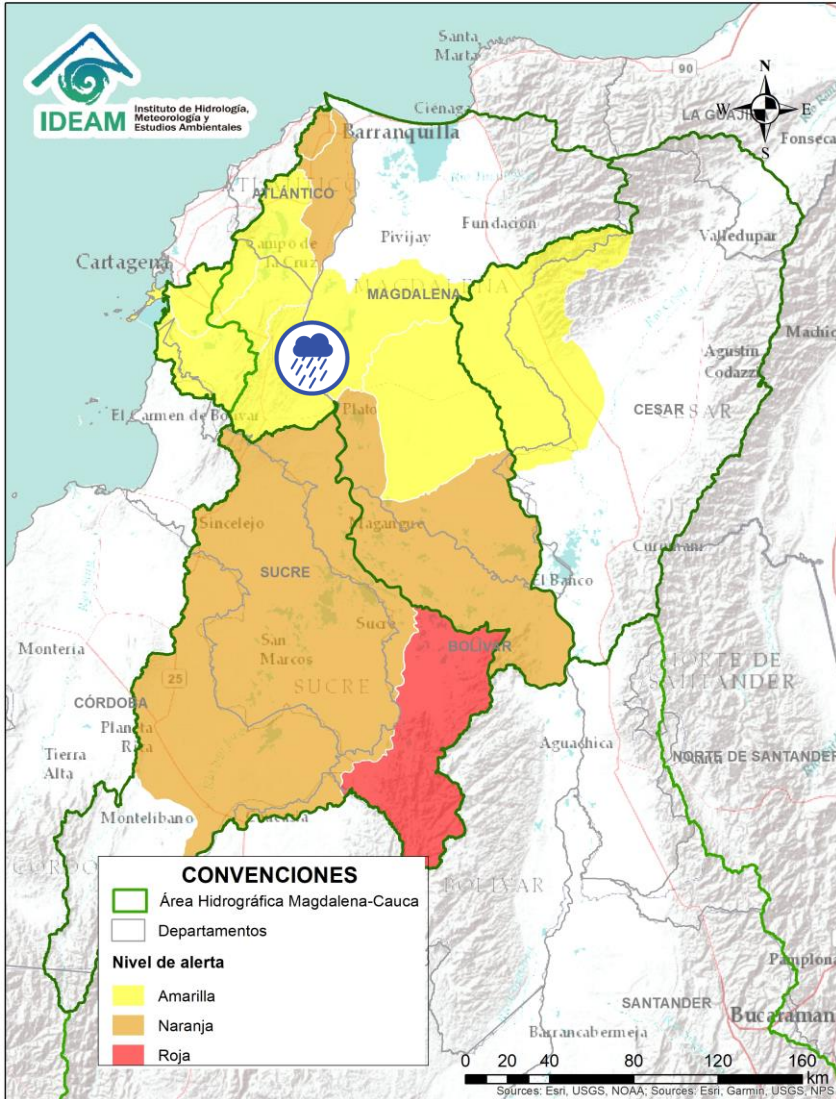 IDEAM
Instituto de Hidrología,
Meteorología y
Estudios Ambientales
Santa
Marta
90
N
W
E
S
LA GUAJIRA
Ciénaga
Barranquilla
Fonseca
ATLÁNTICO
Fundación
Pivijay
Valledupar
Campo de
la Cruz
Cartagena
MAGDALENA
Agustín
Codazzi
El Carmen de Bolívar
Plato
CESAR
CESAR
Sincelejo
Magangue
Curumaní
SUCRE
El Banco
Sucre
San
Marcos
BOLÍVAR
Montería
NORTE DE
SANTANDER
25
SUCRE
CÓRDOBA
Planeta
Rica
Aguachica
NORTE DE SANTANDER
Tierra
Alta
Montelibano
BOLÍVAR
CONVENCIONES
Área Hidrográfica Magdalena-Cauca
Departamentos
Nivel de alerta
Amarilla
Naranja
Roja
Pamplona
SANTANDER
Bucaraman
Barrancabermeja
0 20 40 80 120 160
km
Sources: Esri, USGS, NOAA; Sources: Esri, Garmin, USGS, NPS